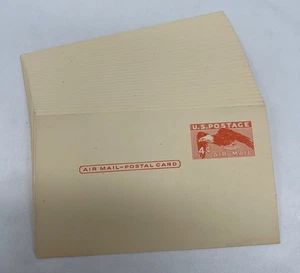 U.S. POSTAGE
4¢
AIR MAIL
AIR MAIL—POSTAL CARD